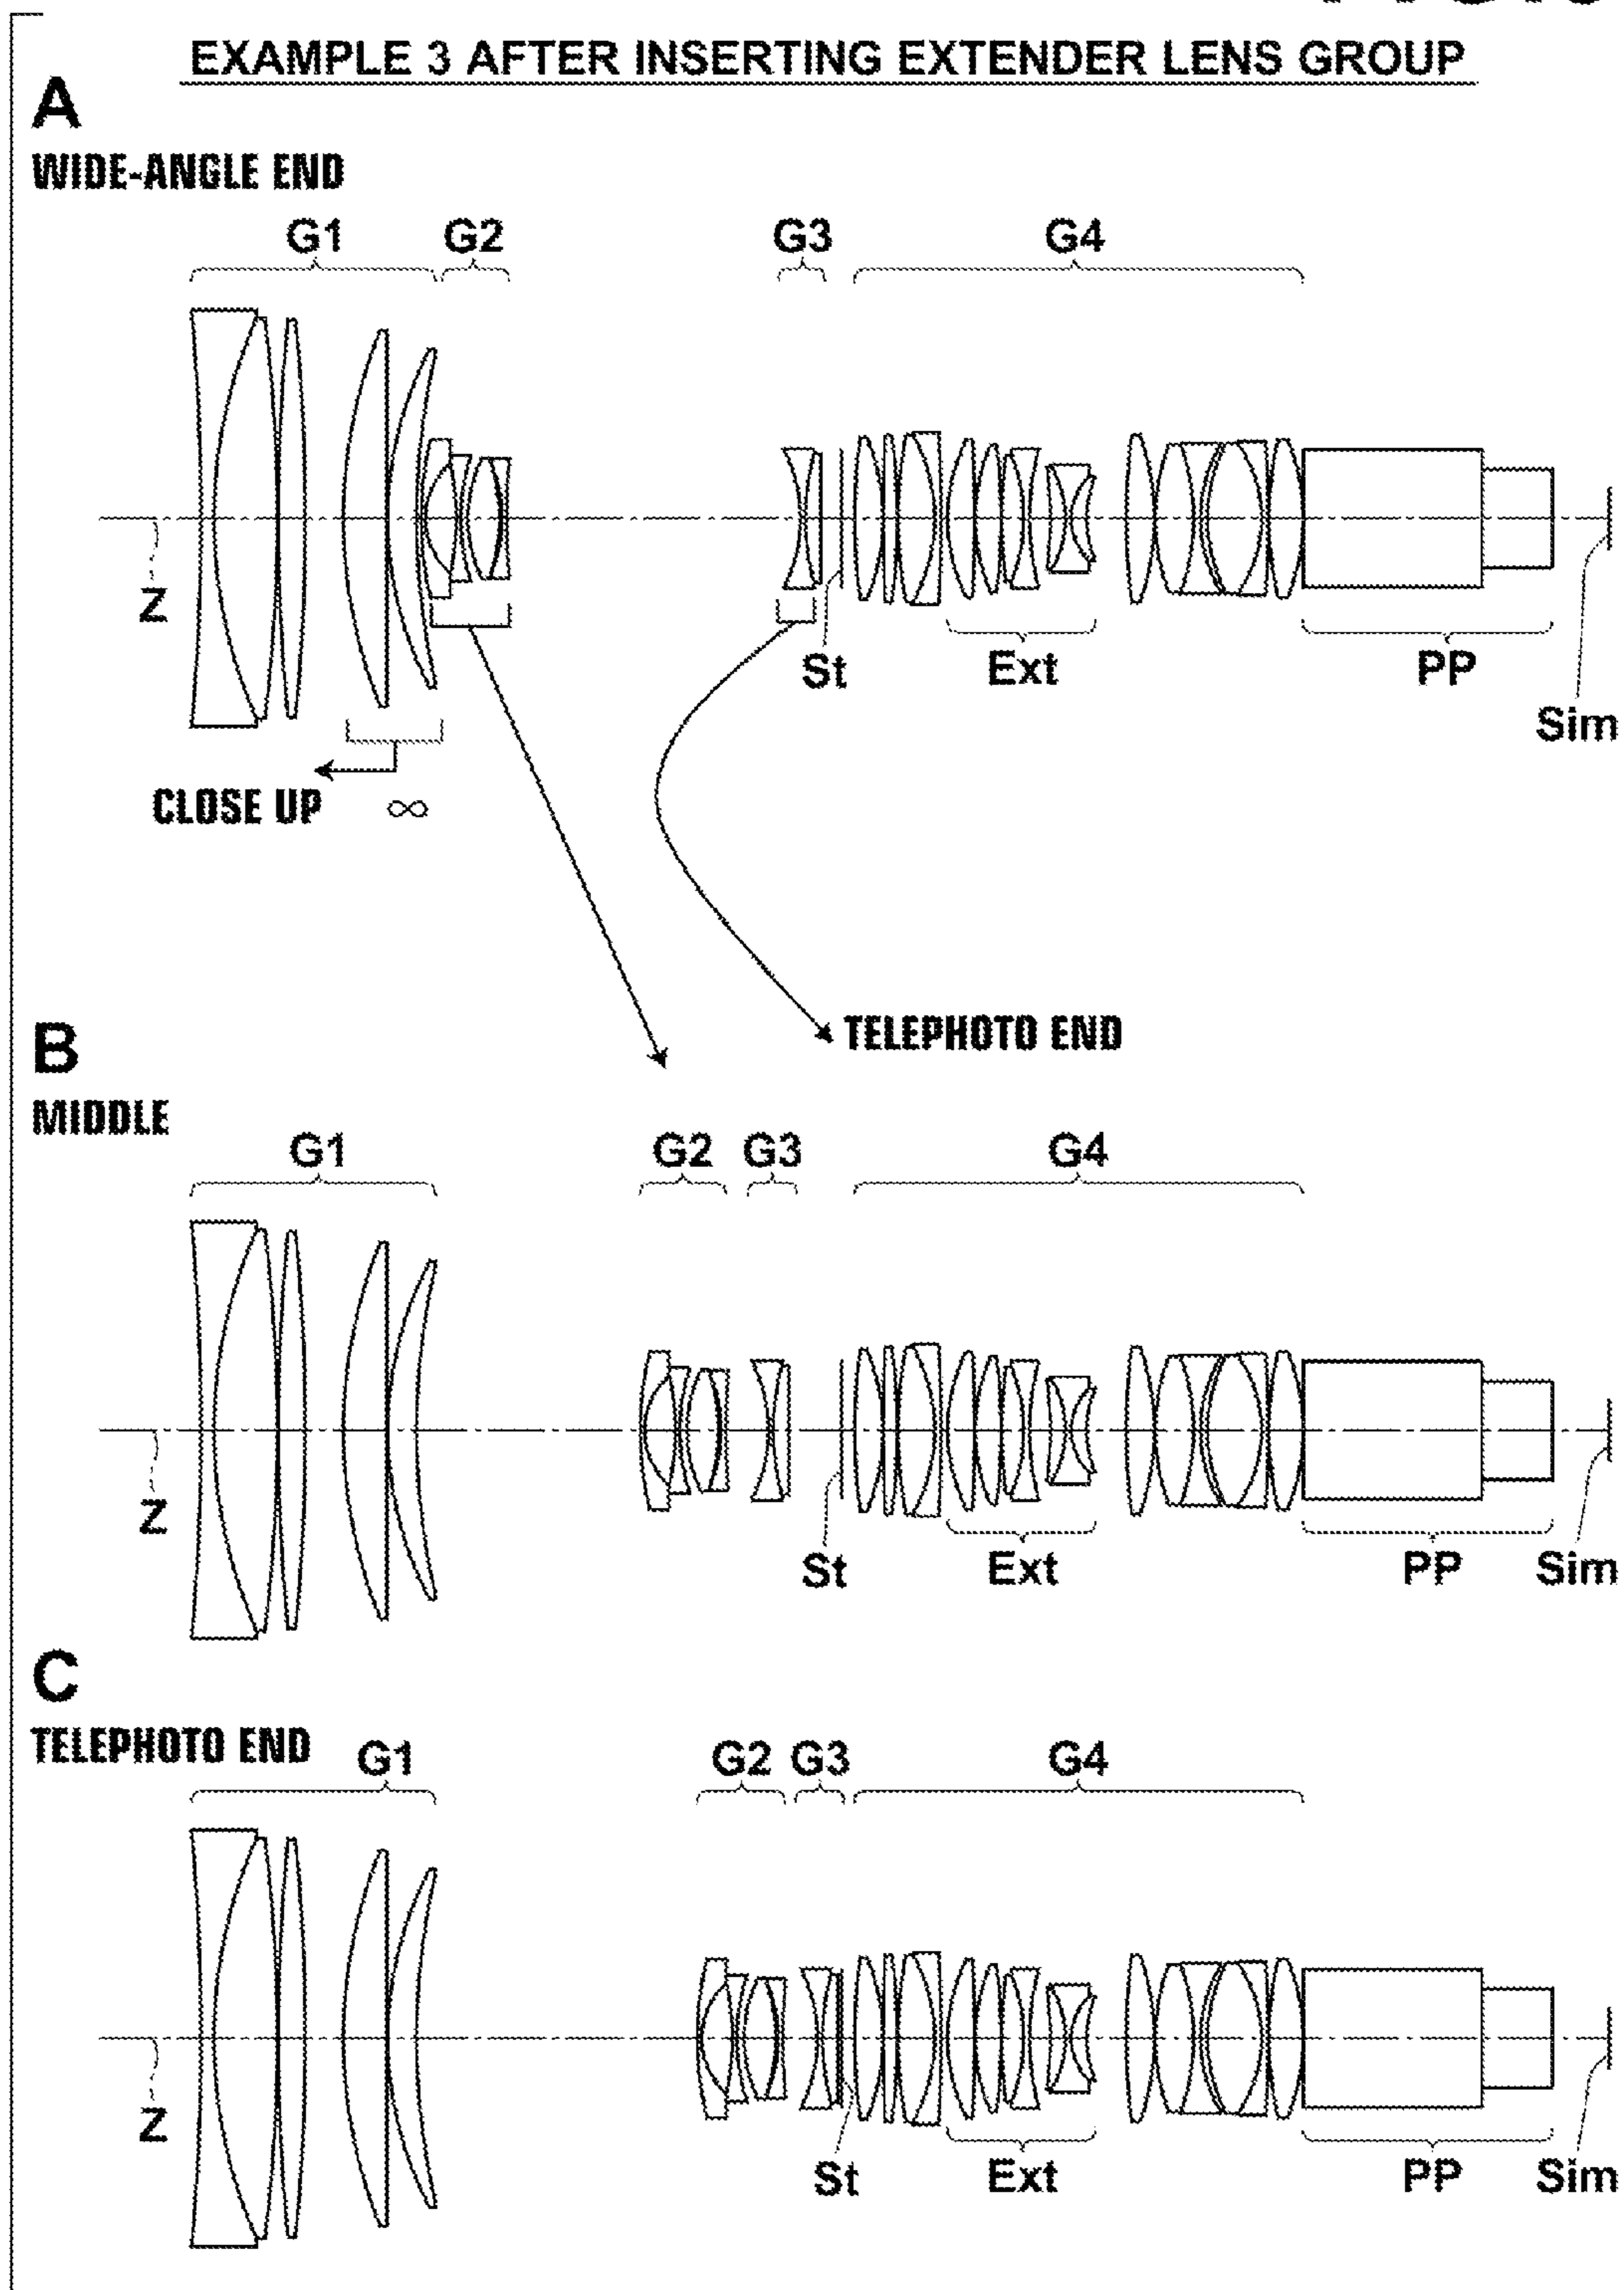 EXAMPLE 3 AFTER INSERTING EXTENDER LENS GROUP
A
WIDE-ANGLE END
G1 G2 G3 G4
Z St Ext PP Sim
CLOSE UP ∞
TELEPHOTO END
B
MIDDLE
G1 G2 G3 G4
Z St Ext PP Sim
C
TELEPHOTO END
G1 G2 G3 G4
Z St Ext PP Sim